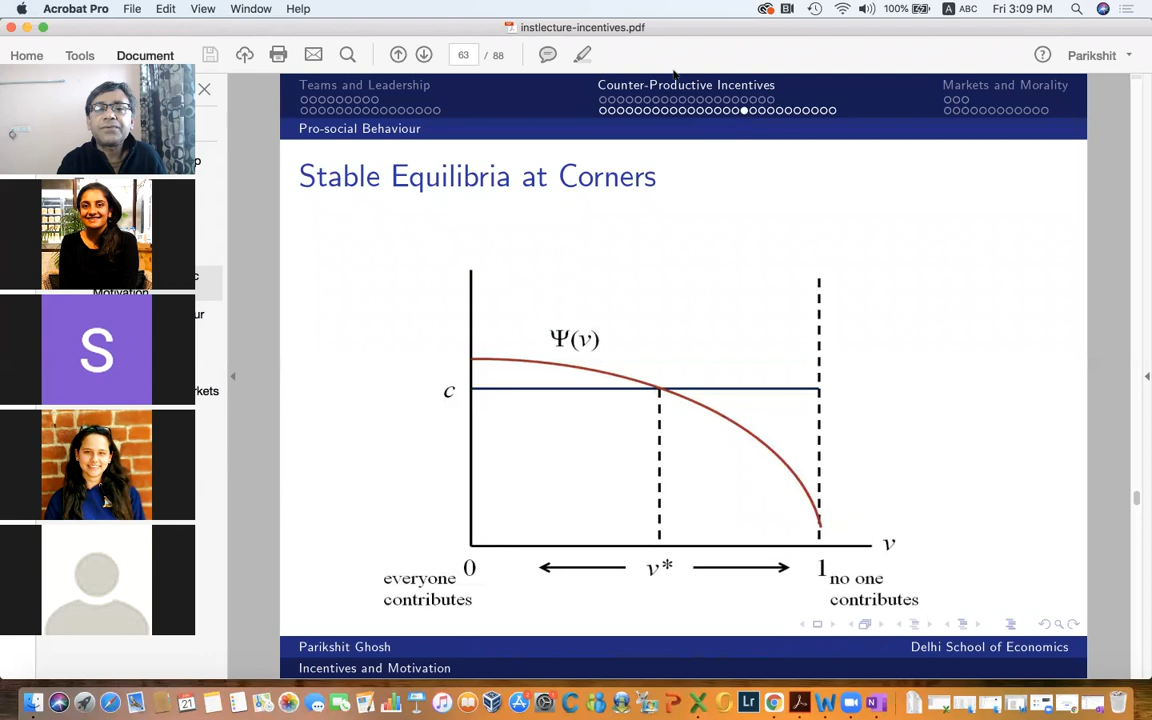 Acrobat Pro File Edit View Window Help
100%
ABC
Fri 3:09 PM
instlecture-incentives.pdf
Home Tools Document
63 / 88
Parikshit
Teams and Leadership
Counter-Productive Incentives
Markets and Morality
Pro-social Behaviour
Stable Equilibria at Corners
Ψ(v)
c
v
0
v*
1
everyone
contributes
no one
contributes
Parikshit Ghosh
Delhi School of Economics
Incentives and Motivation
S